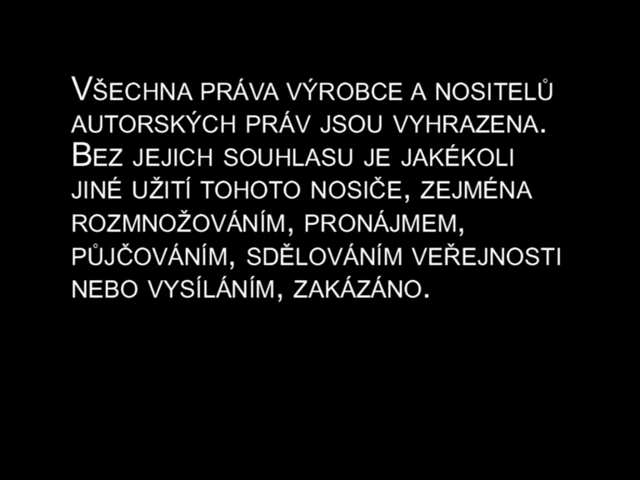 Všechna práva výrobce a nositelů
autorských práv jsou vyhrazena.
Bez jejich souhlasu je jakékoli
jiné užití tohoto nosiče, zejména
rozmnožováním, pronájmem,
půjčováním, sdělováním veřejnosti
nebo vysíláním, zakázáno.